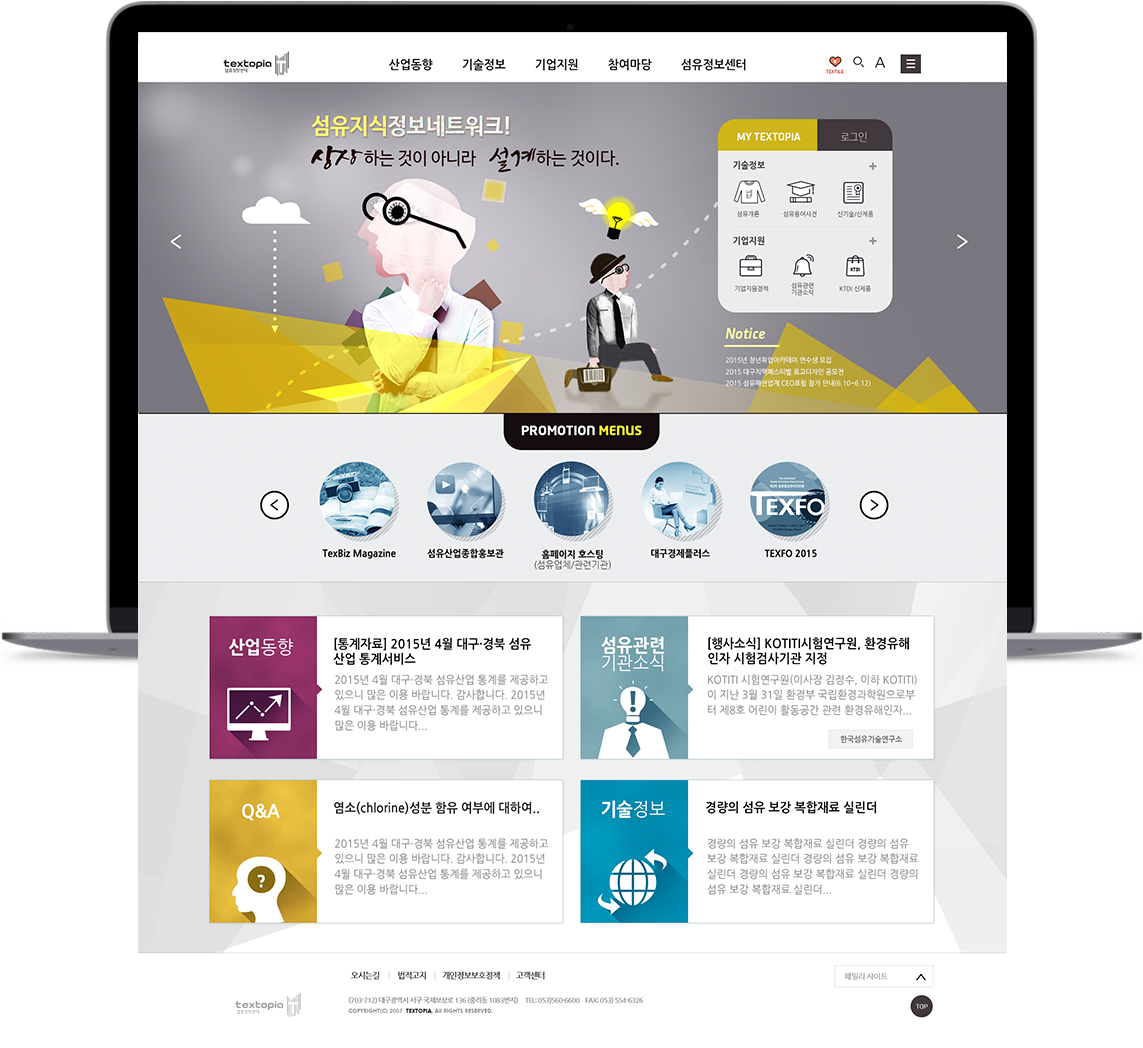 textopia
섬유정보센터
산업동향 기술정보 기업지원 참여마당 섬유정보센터
TEXTILE
A
섬유지식정보네트워크!
상상하는 것이 아니라 설계하는 것이다.
MY TEXTOPIA 로그인
기술정보
섬유개론 섬유용어사전 신기술/신제품
기업지원
KTDI
기업지원정책 섬유관련 KTDI 신제품
기관소식
Notice
2015년 청년취업아카데미 연수생 모집
2015 대구치맥페스티벌 로고디자인 공모전
2015 섬유패션업계 CEO포럼 참가 안내(6.10~6.12)
PROMOTION MENUS
TEXFO
TexBiz Magazine 섬유산업종합홍보관 홈페이지 호스팅 대구경제플러스 TEXFO 2015
(섬유업체/관련기관)
산업동향
[통계자료] 2015년 4월 대구·경북 섬유
산업 통계서비스
2015년 4월 대구·경북 섬유산업 통계를 제공하고
있으니 많은 이용 바랍니다. 감사합니다. 2015년
4월 대구·경북 섬유산업 통계를 제공하고 있으니
많은 이용 바랍니다...
섬유관련
기관소식
[행사소식] KOTITI시험연구원, 환경유해
인자 시험검사기관 지정
KOTITI 시험연구원(이사장 김정수, 이하 KOTITI)
이 지난 3월 31일 환경부 국립환경과학원으로부
터 제8호 어린이 활동공간 관련 환경유해인자...
한국섬유기술연구소
Q&A
?
염소(chlorine)성분 함유 여부에 대하여..
2015년 4월 대구·경북 섬유산업 통계를 제공하고
있으니 많은 이용 바랍니다. 감사합니다. 2015년
4월 대구·경북 섬유산업 통계를 제공하고 있으니
많은 이용 바랍니다...
기술정보
경량의 섬유 보강 복합재료 실린더
경량의 섬유 보강 복합재료 실린더 경량의 섬유
보강 복합재료 실린더 경량의 섬유 보강 복합재료
실린더 경량의 섬유 보강 복합재료 실린더 경량의
섬유 보강 복합재료 실린더...
오시는길 | 법적고지 | 개인정보보호정책 | 고객센터
패밀리 사이트
textopia
섬유정보센터
(703-712) 대구광역시 서구 국제보상로 136 (중리동 1083번지) TEL: 053)560-6600 FAX: 053) 554-6326
COPYRIGHT(C) 2007 TEXTOPIA, All RIGHTS RESERVED.
TOP